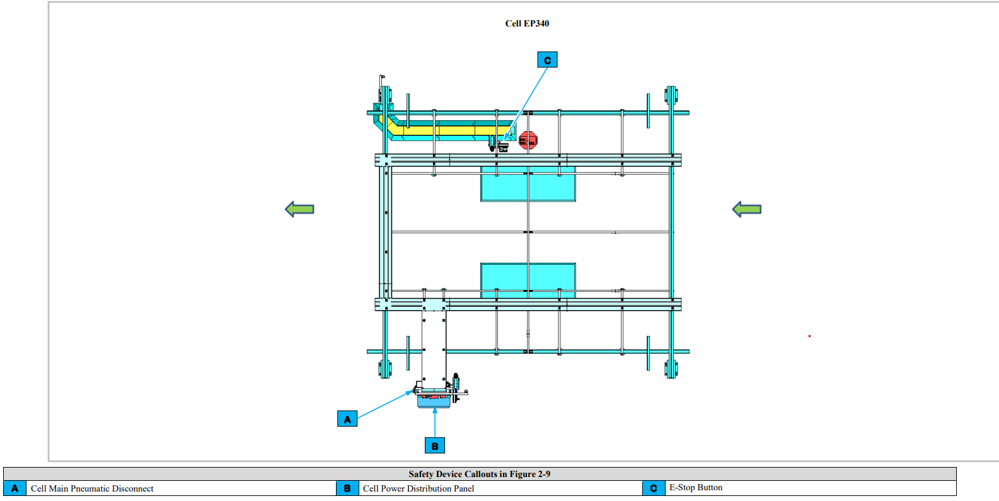 Cell EP340
C
A
B
Safety Device Callouts in Figure 2-9
A Cell Main Pneumatic Disconnect B Cell Power Distribution Panel C E-Stop Button